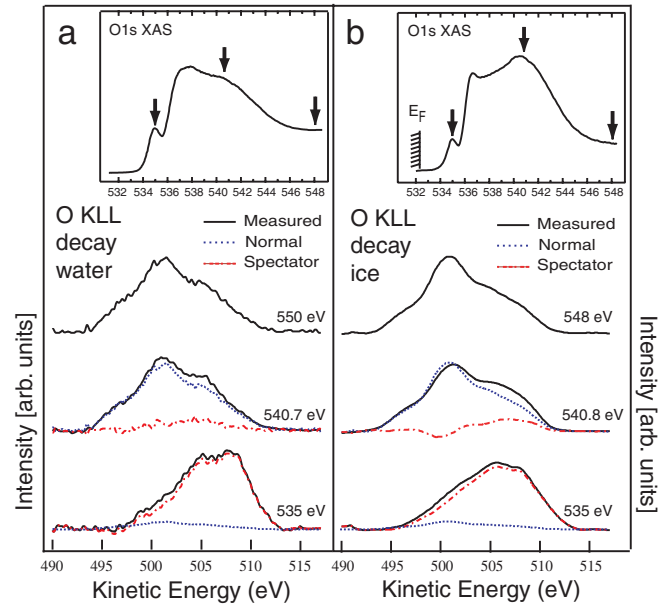 a
O1s XAS
532 534 536 538 540 542 544 546 548
O KLL
decay
water
Measured
Normal
Spectator
550 eV
540.7 eV
535 eV
490 495 500 505 510 515
Kinetic Energy (eV)
Intensity [arb. units]
b
O1s XAS
E_F
532 534 536 538 540 542 544 546 548
O KLL
decay
ice
Measured
Normal
Spectator
548 eV
540.8 eV
535 eV
490 495 500 505 510 515
Kinetic Energy (eV)
Intensity [arb. units]